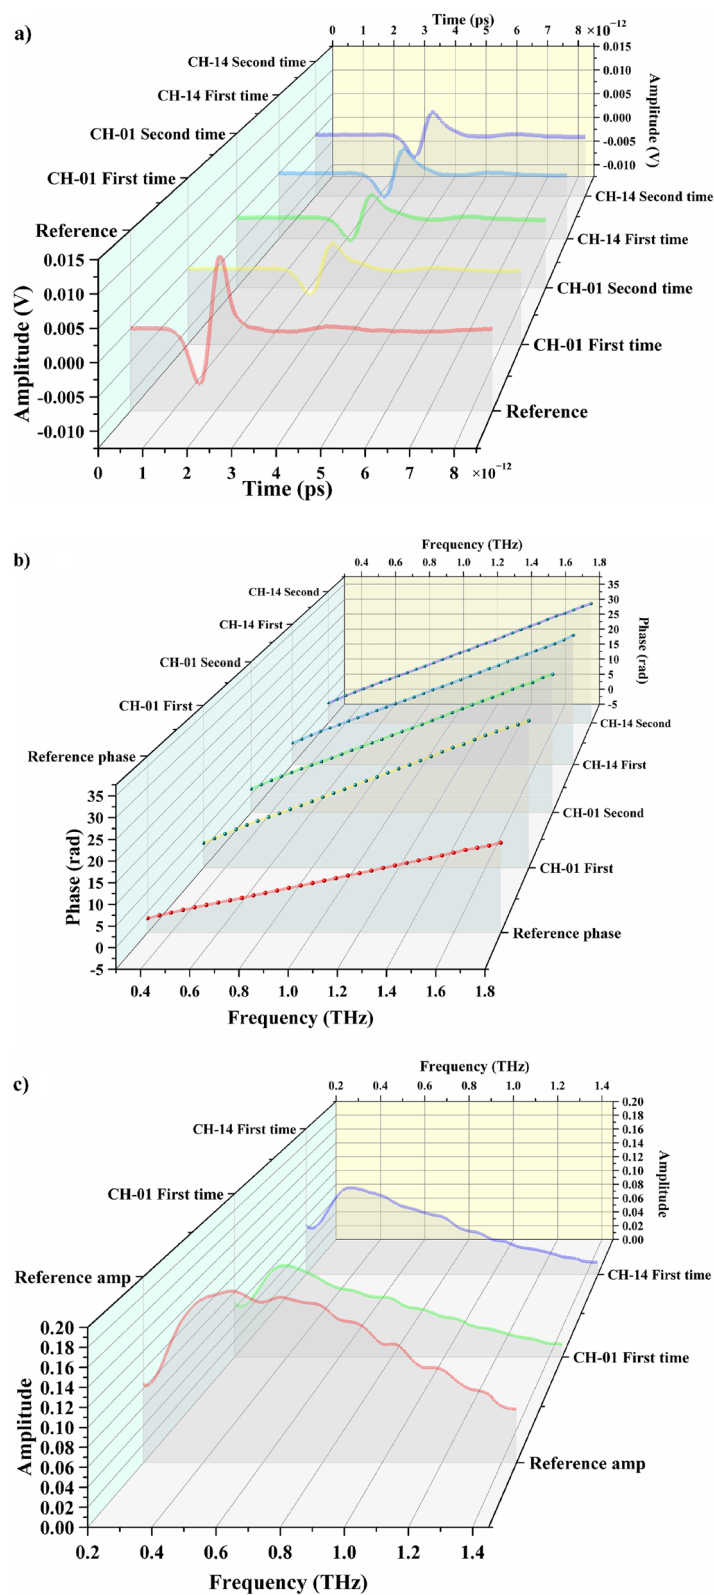 a)
Time (ps)
0 1 2 3 4 5 6 7 8 ×10⁻¹²
CH-14 Second time
CH-14 First time
CH-01 Second time
CH-01 First time
Reference
0.015
0.010
0.005
0.000
-0.005
-0.010
Amplitude (V)
0.015
0.010
0.005
0.000
-0.005
-0.010
Amplitude (V)
CH-14 Second time
CH-14 First time
CH-01 Second time
CH-01 First time
Reference
0 1 2 3 4 5 6 7 8 ×10⁻¹²
Time (ps)
b)
Frequency (THz)
0.4 0.6 0.8 1.0 1.2 1.4 1.6 1.8
CH-14 Second
CH-14 First
CH-01 Second
CH-01 First
Reference phase
35
30
25
20
15
10
5
0
-5
Phase (rad)
35
30
25
20
15
10
5
0
-5
Phase (rad)
CH-14 Second
CH-14 First
CH-01 Second
CH-01 First
Reference phase
0.4 0.6 0.8 1.0 1.2 1.4 1.6 1.8
Frequency (THz)
c)
Frequency (THz)
0.2 0.4 0.6 0.8 1.0 1.2 1.4
CH-14 First time
CH-01 First time
Reference amp
0.20
0.18
0.16
0.14
0.12
0.10
0.08
0.06
0.04
0.02
0.00
Amplitude
0.20
0.18
0.16
0.14
0.12
0.10
0.08
0.06
0.04
0.02
0.00
Amplitude
CH-14 First time
CH-01 First time
Reference amp
0.2 0.4 0.6 0.8 1.0 1.2 1.4
Frequency (THz)